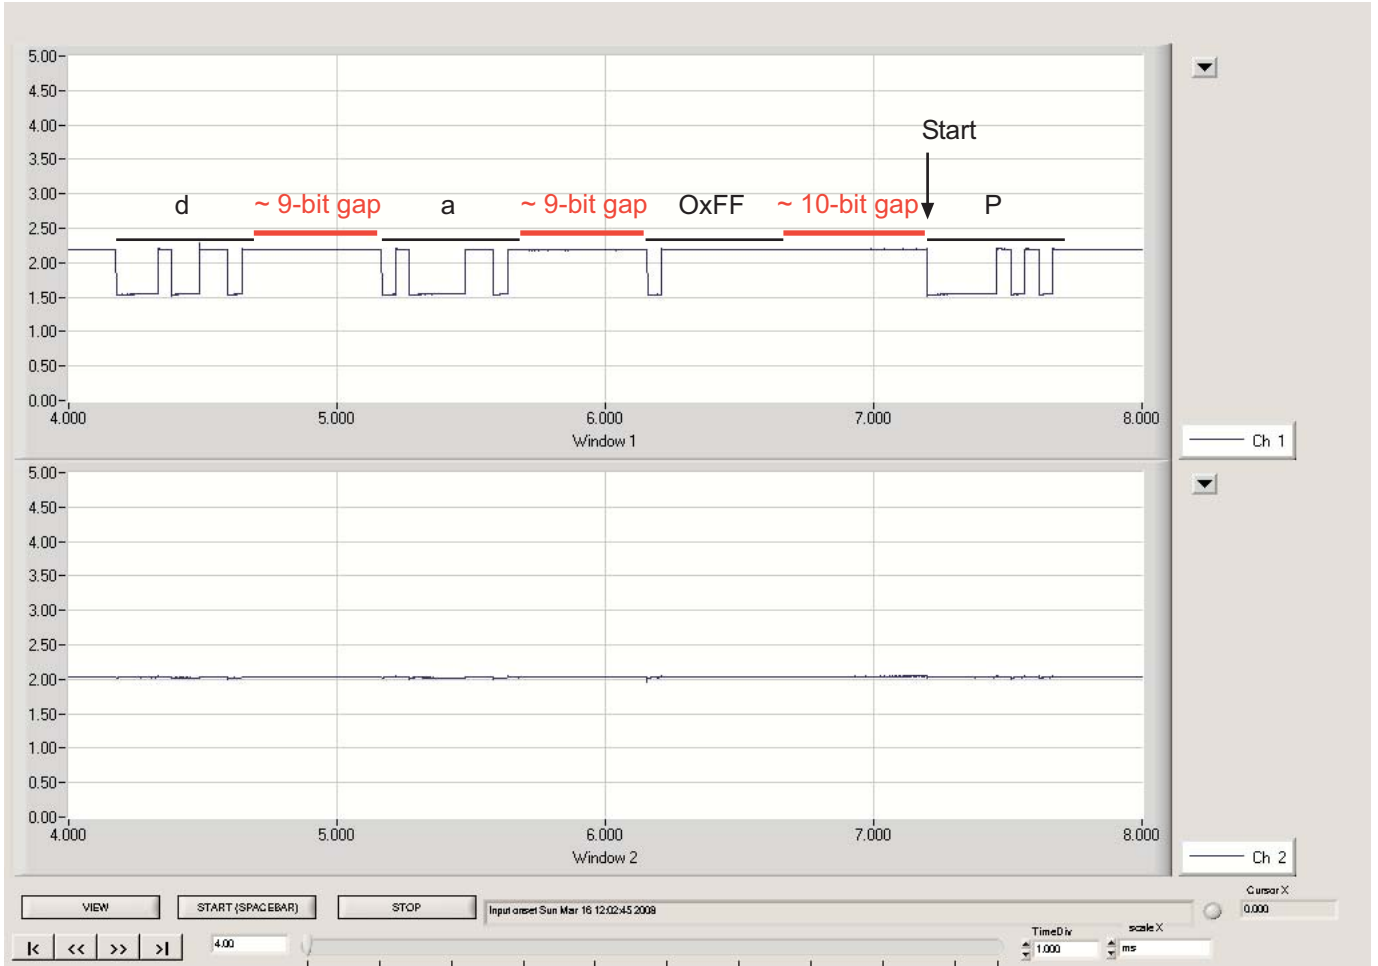 5.00
4.50
4.00
3.50
3.00
2.50
2.00
1.50
1.00
0.50
0.00
Start
d ~ 9-bit gap a ~ 9-bit gap OxFF ~ 10-bit gap P
4.000 5.000 6.000 7.000 8.000
Window 1
Ch 1
5.00
4.50
4.00
3.50
3.00
2.50
2.00
1.50
1.00
0.50
0.00
4.000 5.000 6.000 7.000 8.000
Window 2
Ch 2
VIEW START (SPACEBAR) STOP Input onset Sun Mar 16 12:02:45 2008
Cursor X
0.000
|< << >> >| 4.00
TimeDiv
1.000
scale X
ms